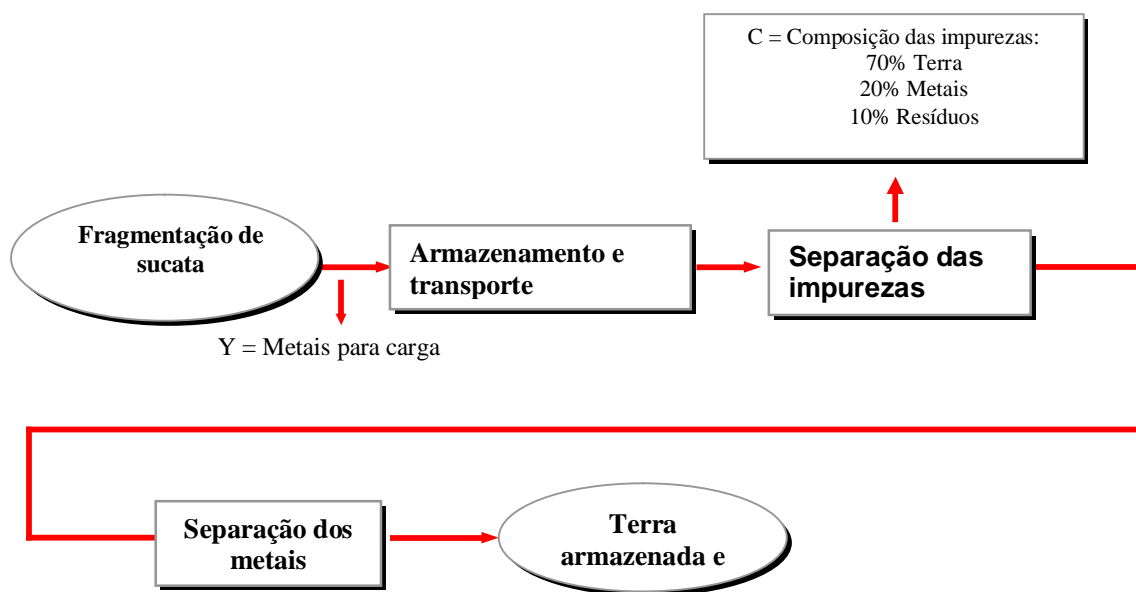 C = Composição das impurezas:
70% Terra
20% Metais
10% Resíduos
Fragmentação de
sucata
Armazenamento e
transporte
Separação das
impurezas
Y = Metais para carga
Separação dos
metais
Terra
armazenada e